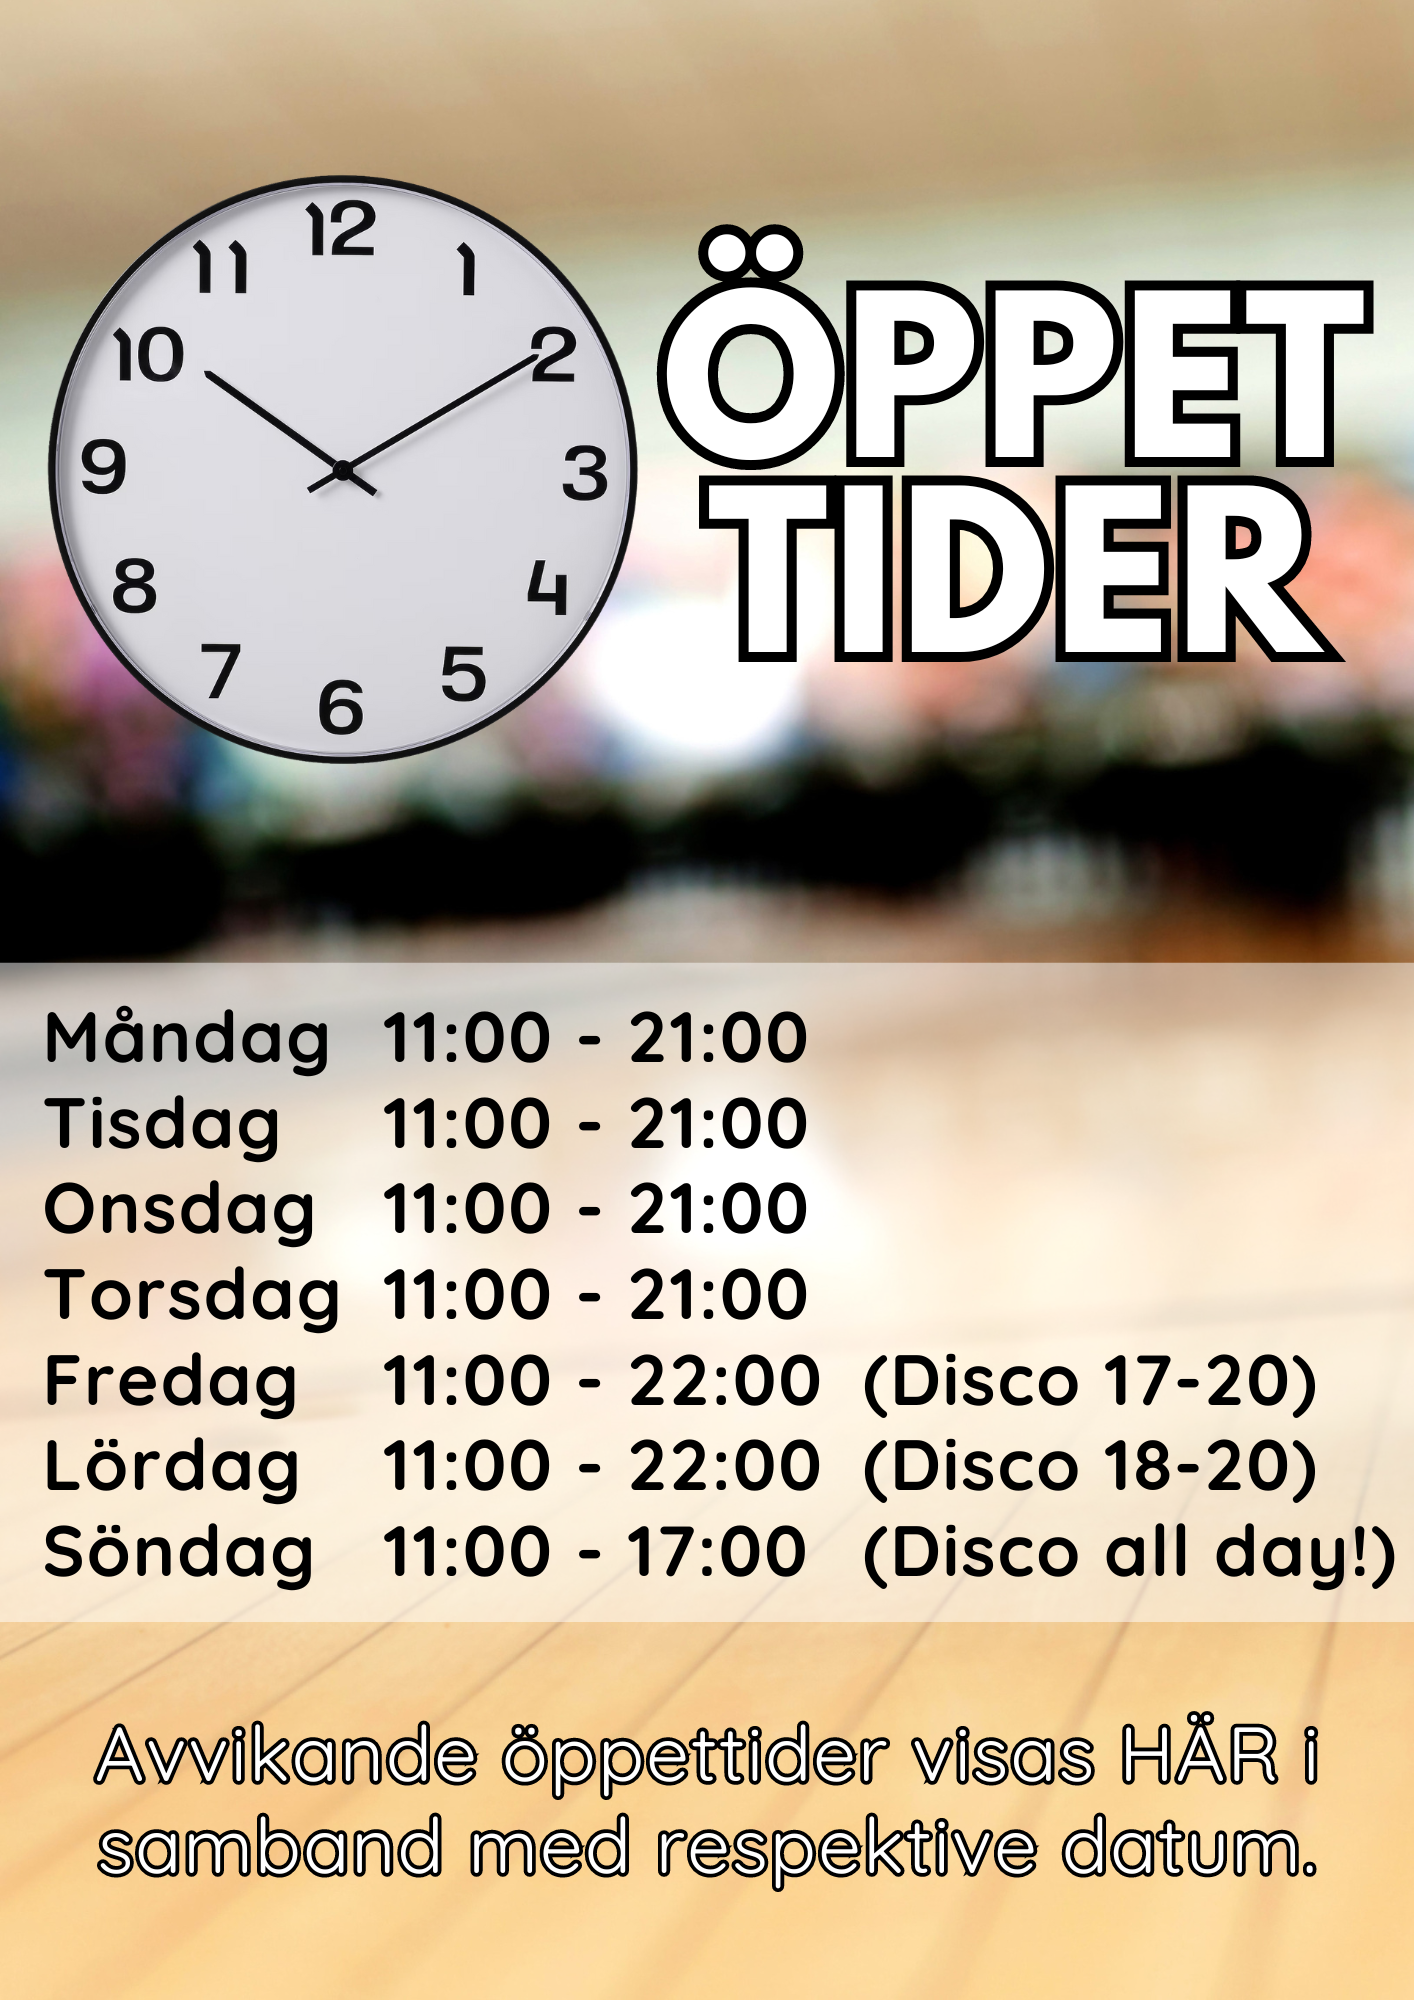 12
11
1
10
2
9
3
8
4
7
5
6
ÖPPET
TIDER
Måndag 11:00 - 21:00
Tisdag 11:00 - 21:00
Onsdag 11:00 - 21:00
Torsdag 11:00 - 21:00
Fredag 11:00 - 22:00 (Disco 17-20)
Lördag 11:00 - 22:00 (Disco 18-20)
Söndag 11:00 - 17:00 (Disco all day!)
Avvikande öppettider visas HÄR i
samband med respektive datum.